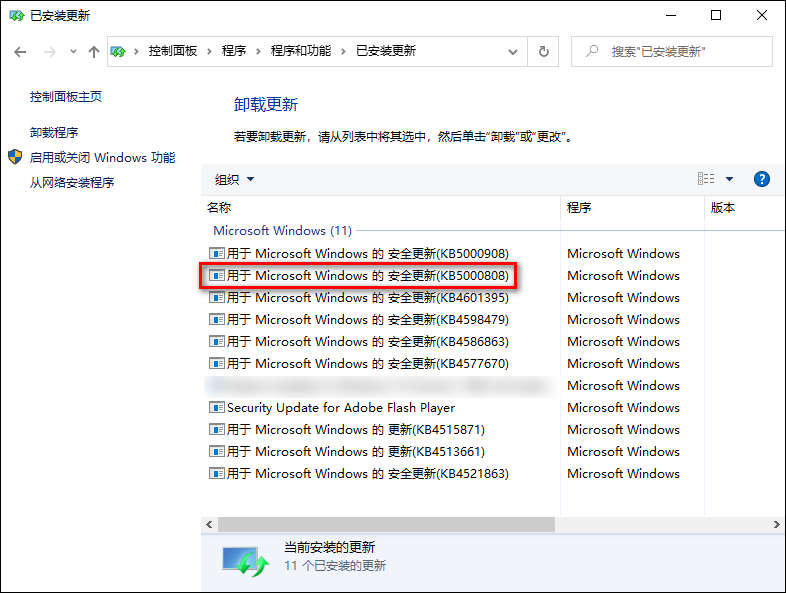 已安装更新
控制面板 › 程序 › 程序和功能 › 已安装更新
搜索"已安装更新"
控制面板主页
卸载程序
启用或关闭 Windows 功能
从网络安装程序
卸载更新
若要卸载更新，请从列表中将其选中，然后单击“卸载”或“更改”。
组织
名称 程序 版本
Microsoft Windows (11)
用于 Microsoft Windows 的 安全更新(KB5000908) Microsoft Windows
用于 Microsoft Windows 的 安全更新(KB5000808) Microsoft Windows
用于 Microsoft Windows 的 安全更新(KB4601395) Microsoft Windows
用于 Microsoft Windows 的 安全更新(KB4598479) Microsoft Windows
用于 Microsoft Windows 的 安全更新(KB4586863) Microsoft Windows
用于 Microsoft Windows 的 安全更新(KB4577670) Microsoft Windows
Microsoft Windows
Security Update for Adobe Flash Player Microsoft Windows
用于 Microsoft Windows 的 更新(KB4515871) Microsoft Windows
用于 Microsoft Windows 的 更新(KB4513661) Microsoft Windows
用于 Microsoft Windows 的 安全更新(KB4521863) Microsoft Windows
当前安装的更新
11 个已安装的更新